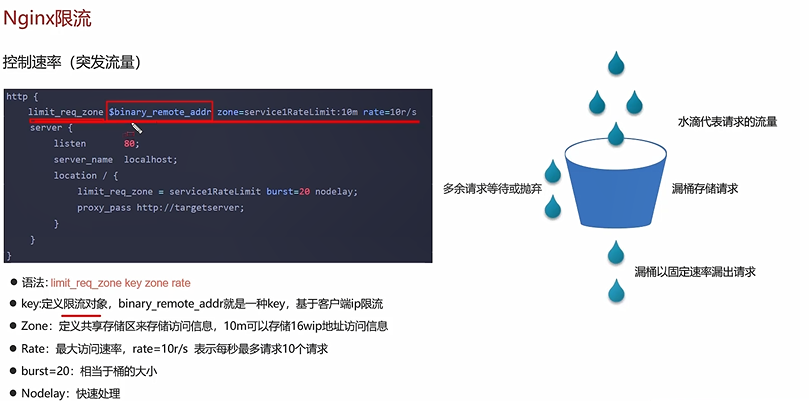 Nginx限流
控制速率（突发流量）
http {
limit_req_zone $binary_remote_addr zone=service1RateLimit:10m rate=10r/s
server {
listen 80;
server_name localhost;
location / {
limit_req_zone = service1RateLimit burst=20 nodelay;
proxy_pass http://targetserver;
}
}
}
● 语法: limit_req_zone key zone rate
● key:定义限流对象，binary_remote_addr就是一种key，基于客户端ip限流
● Zone：定义共享存储区来存储访问信息，10m可以存储16wip地址访问信息
● Rate：最大访问速率，rate=10r/s 表示每秒最多请求10个请求
● burst=20：相当于桶的大小
● Nodelay：快速处理
水滴代表请求的流量
多余请求等待或抛弃
漏桶存储请求
漏桶以固定速率漏出请求